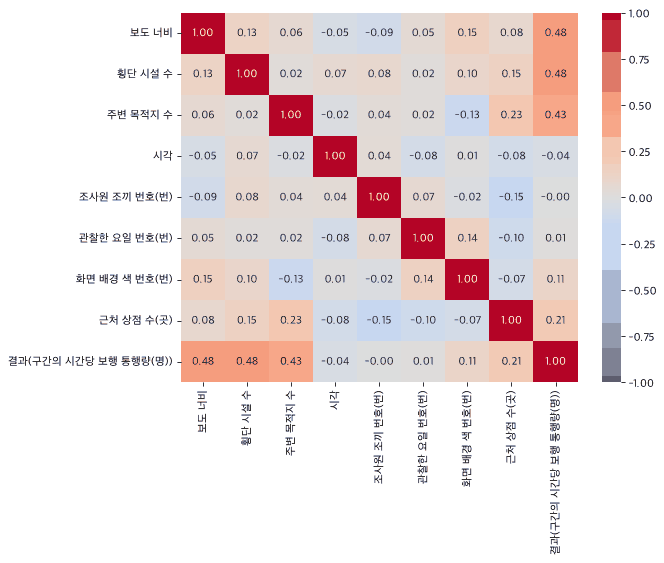 보도 너비 1.00 0.13 0.06 -0.05 -0.09 0.05 0.15 0.08 0.48
횡단 시설 수 0.13 1.00 0.02 0.07 0.08 0.02 0.10 0.15 0.48
주변 목적지 수 0.06 0.02 1.00 -0.02 0.04 0.02 -0.13 0.23 0.43
시각 -0.05 0.07 -0.02 1.00 0.04 -0.08 0.01 -0.08 -0.04
조사원 조끼 번호(번) -0.09 0.08 0.04 0.04 1.00 0.07 -0.02 -0.15 -0.00
관찰한 요일 번호(번) 0.05 0.02 0.02 -0.08 0.07 1.00 0.14 -0.10 0.01
화면 배경 색 번호(번) 0.15 0.10 -0.13 0.01 -0.02 0.14 1.00 -0.07 0.11
근처 상점 수(곳) 0.08 0.15 0.23 -0.08 -0.15 -0.10 -0.07 1.00 0.21
결과(구간의 시간당 보행 통행량(명)) 0.48 0.48 0.43 -0.04 -0.00 0.01 0.11 0.21 1.00
보도 너비
횡단 시설 수
주변 목적지 수
시각
조사원 조끼 번호(번)
관찰한 요일 번호(번)
화면 배경 색 번호(번)
근처 상점 수(곳)
결과(구간의 시간당 보행 통행량(명))
1.00
0.75
0.50
0.25
0.00
-0.25
-0.50
-0.75
-1.00